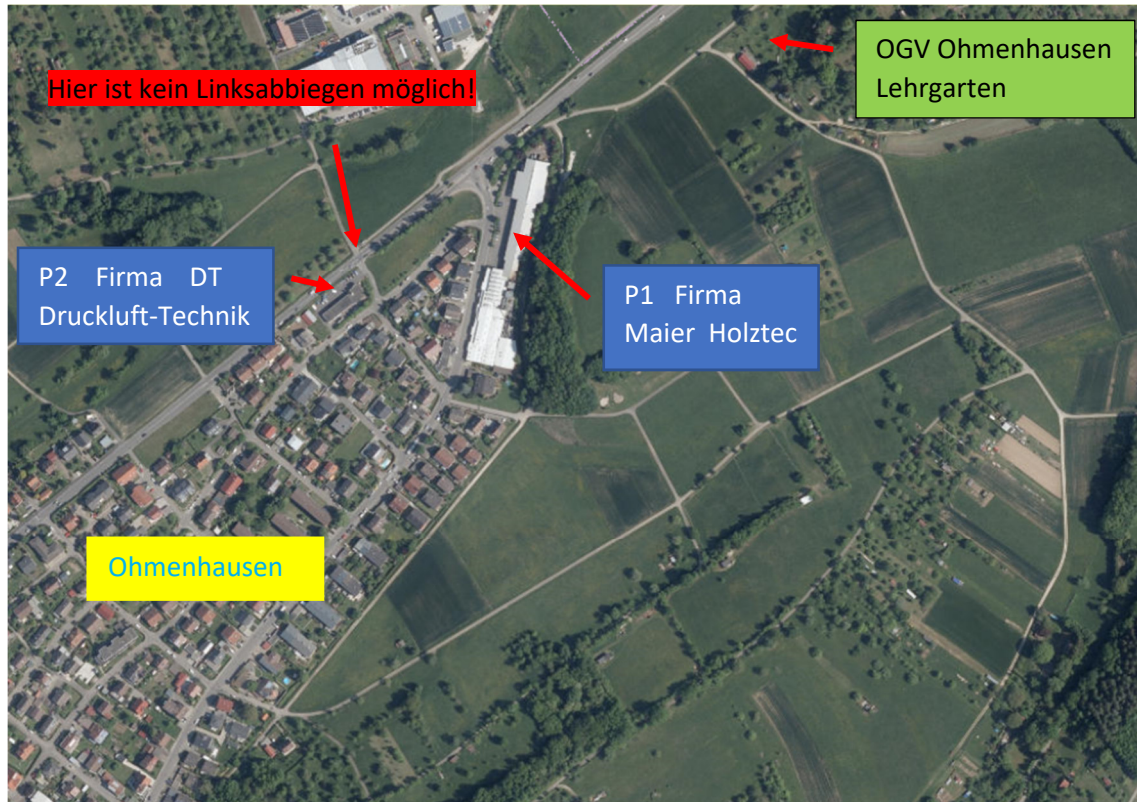 OGV Ohmenhausen
Lehrgarten
Hier ist kein Linksabbiegen möglich!
P2 Firma DT
Druckluft-Technik
P1 Firma
Maier Holztec
Ohmenhausen